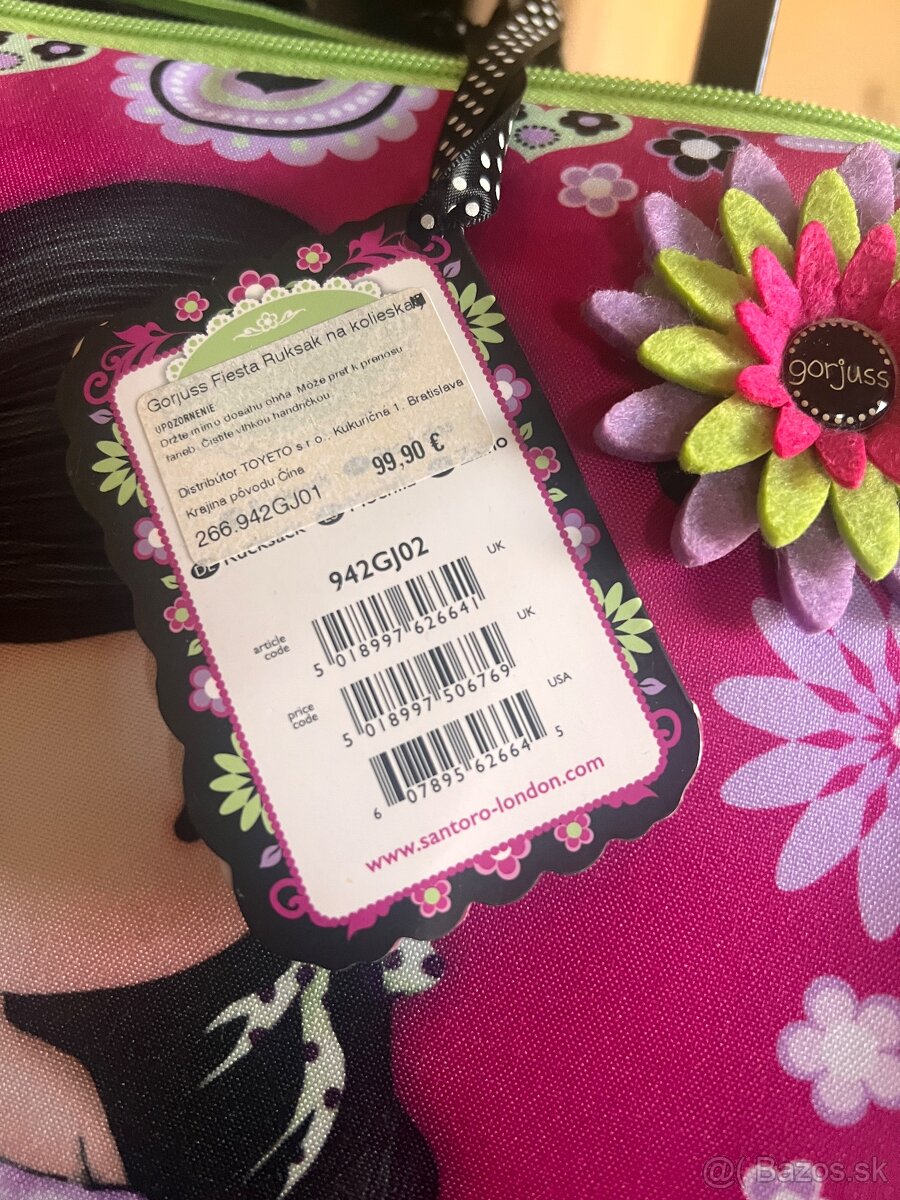 Gorjuss Fiesta Ruksak na kolieskac
UPOZORNENIE
Držte mimo dosahu ohňa. Môže prať k prenosu
farieb. Čistite vlhkou handričkou.
Distribútor TOYETO s.r.o., Kukuričná 1, Bratislava
Krajina pôvodu Čína
99,90 €
266.942GJ01
DE Rucksack
942GJ02
UK
article
code
5 018997 626641
UK
price
code
5 018997 506769
USA
6 07895 62664 5
www.santoro-london.com
gorjuss
Bazos.sk